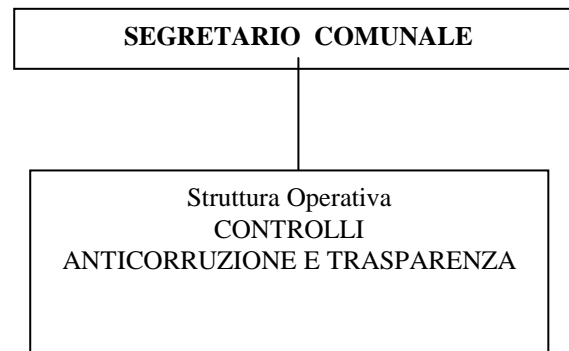 SEGRETARIO COMUNALE
Struttura Operativa
CONTROLLI
ANTICORRUZIONE E TRASPARENZA